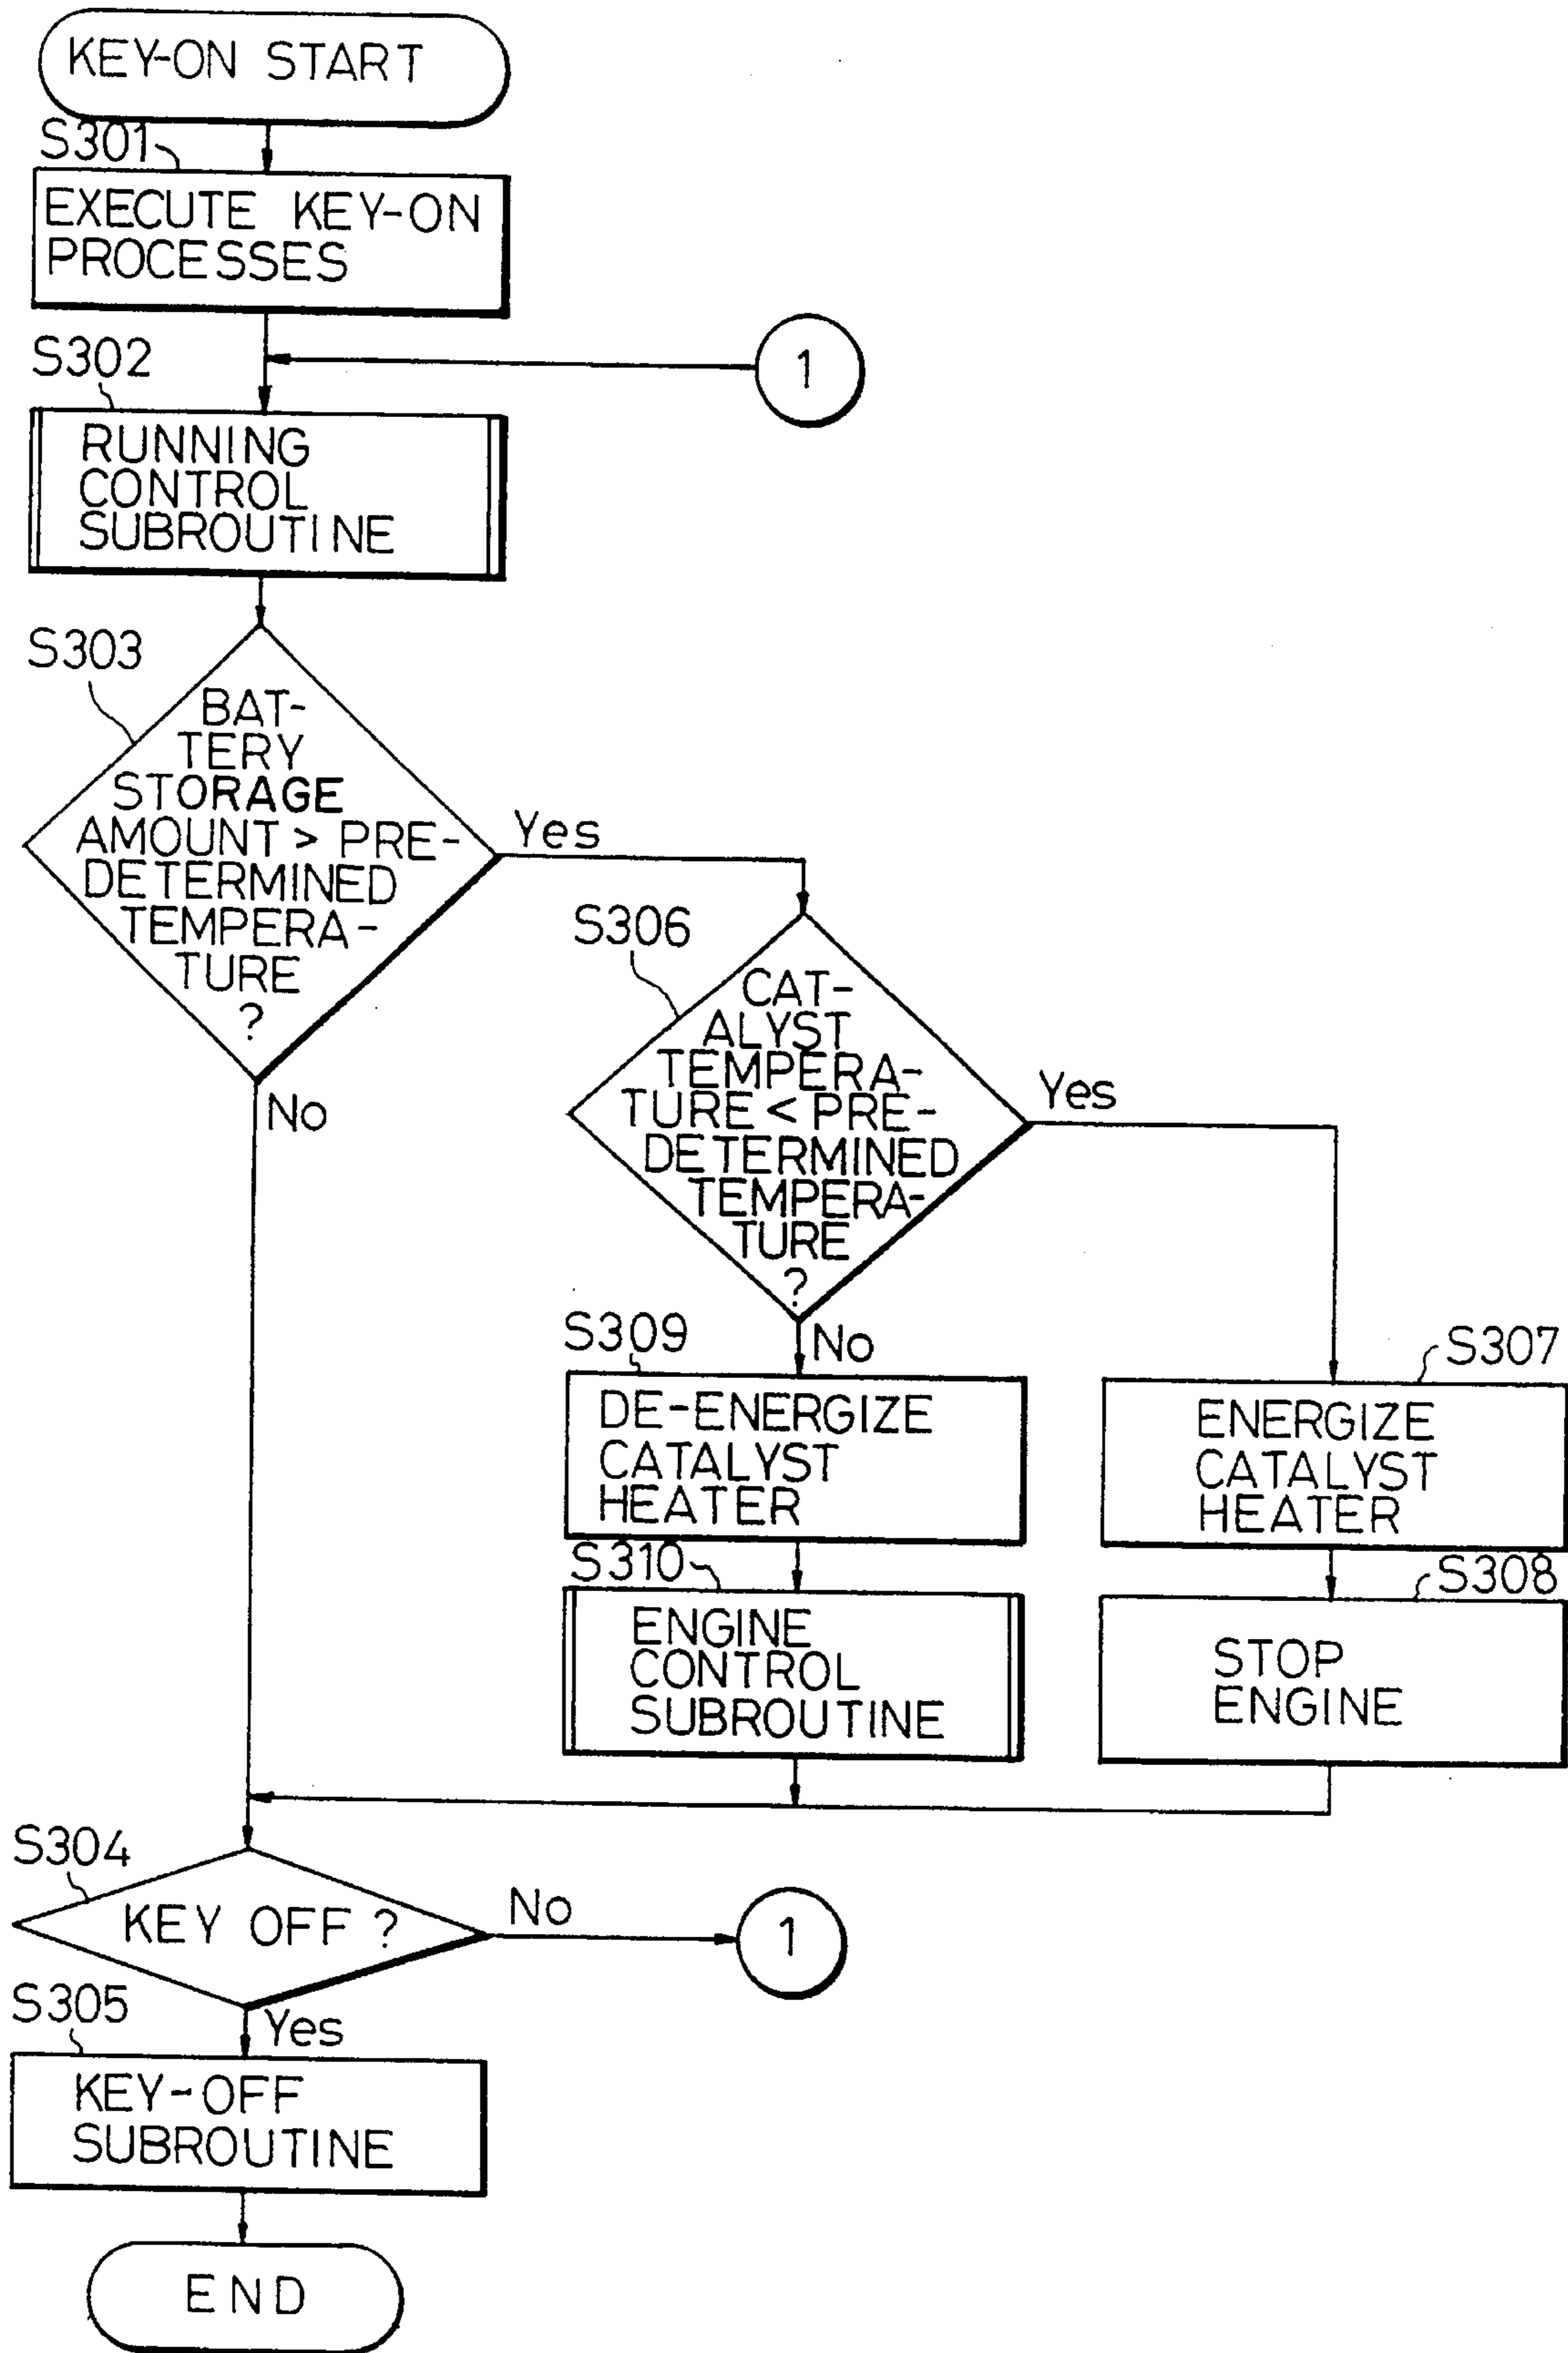 KEY-ON START
S301
EXECUTE KEY-ON
PROCESSES
S302
1
RUNNING
CONTROL
SUBROUTINE
S303
BAT-
TERY
STORAGE
AMOUNT > PRE-
DETERMINED
TEMPERA-
TURE
?
Yes
No
S306
CAT-
ALYST
TEMPERA-
TURE < PRE-
DETERMINED
TEMPERA-
TURE
?
Yes
No
S309
DE-ENERGIZE
CATALYST
HEATER
S307
ENERGIZE
CATALYST
HEATER
S310
ENGINE
CONTROL
SUBROUTINE
S308
STOP
ENGINE
S304
KEY OFF ?
No
1
Yes
S305
KEY-OFF
SUBROUTINE
END